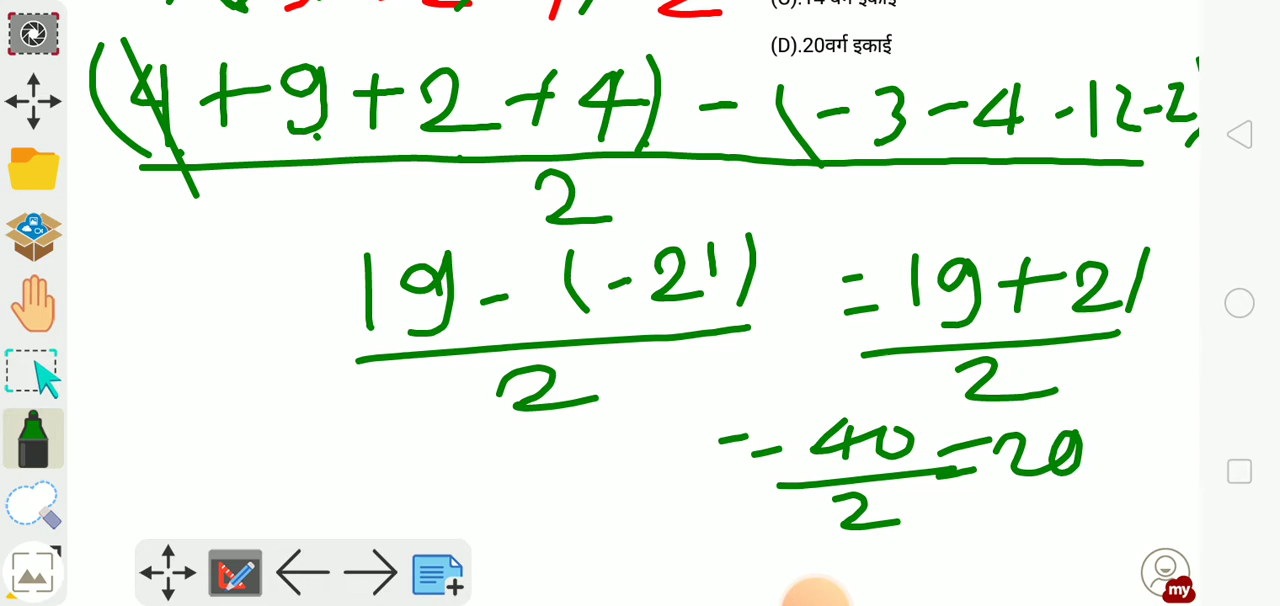 (D).20वर्ग इकाई
(4+9+2+4) - (-3-4-12-2)
2
19-(-21) = 19+21
2 2
= 40 = 20
2
my